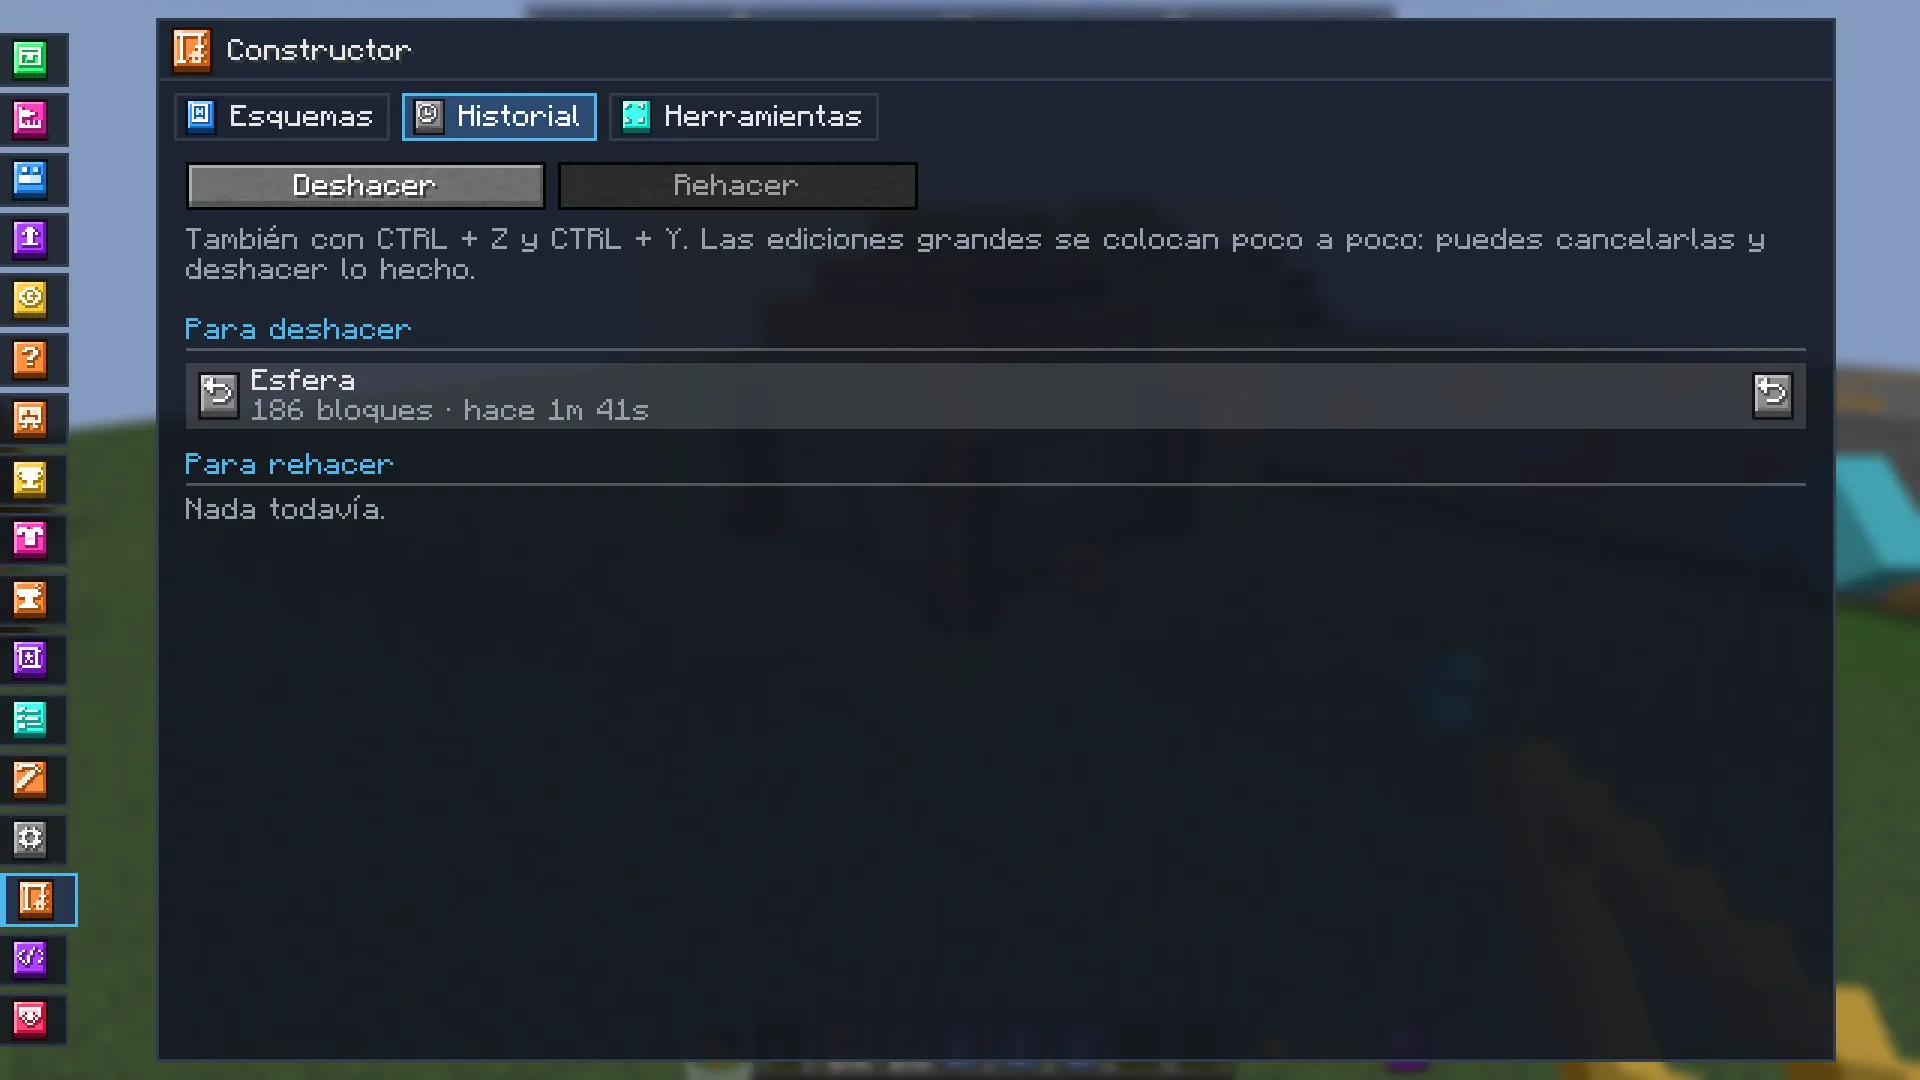 Constructor
Esquemas
Historial
Herramientas
Deshacer
Rehacer
También con CTRL + Z y CTRL + Y. Las ediciones grandes se colocan poco a poco: puedes cancelarlas y
deshacer lo hecho.
Para deshacer
Esfera
186 bloques · hace 1m 41s
Para rehacer
Nada todavía.